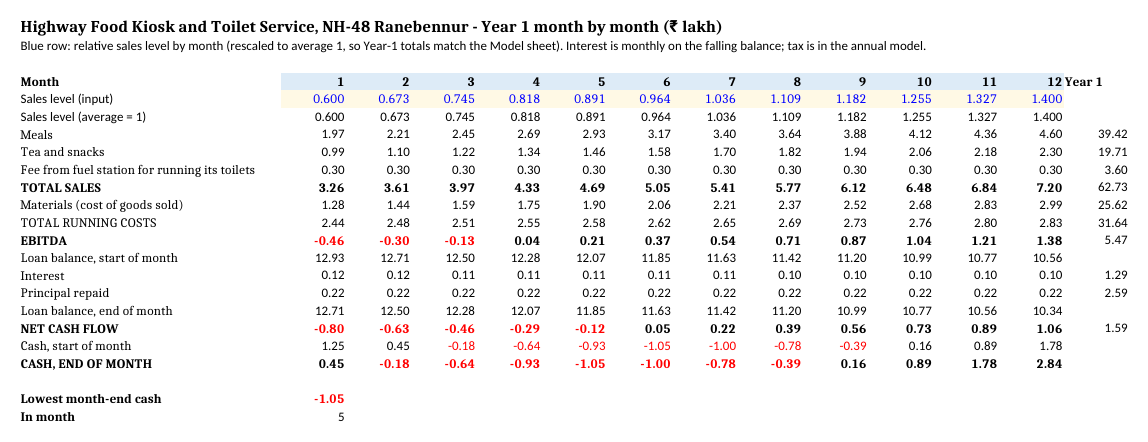 Highway Food Kiosk and Toilet Service, NH-48 Ranebennur - Year 1 month by month (₹ lakh)
Blue row: relative sales level by month (rescaled to average 1, so Year-1 totals match the Model sheet). Interest is monthly on the falling balance; tax is in the annual model.
Month 1 2 3 4 5 6 7 8 9 10 11 12 Year 1
Sales level (input) 0.600 0.673 0.745 0.818 0.891 0.964 1.036 1.109 1.182 1.255 1.327 1.400
Sales level (average = 1) 0.600 0.673 0.745 0.818 0.891 0.964 1.036 1.109 1.182 1.255 1.327 1.400
Meals 1.97 2.21 2.45 2.69 2.93 3.17 3.40 3.64 3.88 4.12 4.36 4.60 39.42
Tea and snacks 0.99 1.10 1.22 1.34 1.46 1.58 1.70 1.82 1.94 2.06 2.18 2.30 19.71
Fee from fuel station for running its toilets 0.30 0.30 0.30 0.30 0.30 0.30 0.30 0.30 0.30 0.30 0.30 0.30 3.60
TOTAL SALES 3.26 3.61 3.97 4.33 4.69 5.05 5.41 5.77 6.12 6.48 6.84 7.20 62.73
Materials (cost of goods sold) 1.28 1.44 1.59 1.75 1.90 2.06 2.21 2.37 2.52 2.68 2.83 2.99 25.62
TOTAL RUNNING COSTS 2.44 2.48 2.51 2.55 2.58 2.62 2.65 2.69 2.73 2.76 2.80 2.83 31.64
EBITDA -0.46 -0.30 -0.13 0.04 0.21 0.37 0.54 0.71 0.87 1.04 1.21 1.38 5.47
Loan balance, start of month 12.93 12.71 12.50 12.28 12.07 11.85 11.63 11.42 11.20 10.99 10.77 10.56
Interest 0.12 0.12 0.11 0.11 0.11 0.11 0.11 0.10 0.10 0.10 0.10 0.10 1.29
Principal repaid 0.22 0.22 0.22 0.22 0.22 0.22 0.22 0.22 0.22 0.22 0.22 0.22 2.59
Loan balance, end of month 12.71 12.50 12.28 12.07 11.85 11.63 11.42 11.20 10.99 10.77 10.56 10.34
NET CASH FLOW -0.80 -0.63 -0.46 -0.29 -0.12 0.05 0.22 0.39 0.56 0.73 0.89 1.06 1.59
Cash, start of month 1.25 0.45 -0.18 -0.64 -0.93 -1.05 -1.00 -0.78 -0.39 0.16 0.89 1.78
CASH, END OF MONTH 0.45 -0.18 -0.64 -0.93 -1.05 -1.00 -0.78 -0.39 0.16 0.89 1.78 2.84
Lowest month-end cash -1.05
In month 5